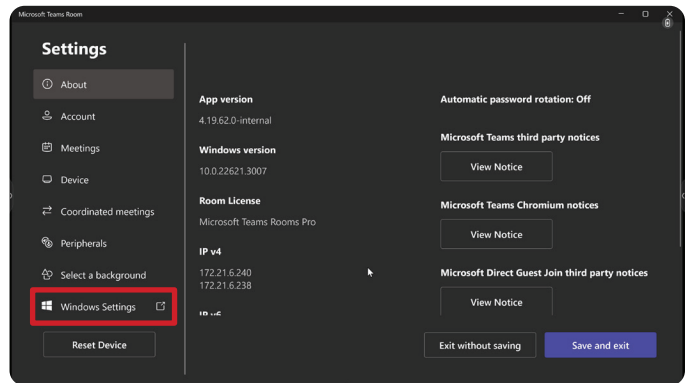 Microsoft Teams Room
Settings
About
Account
Meetings
Device
Coordinated meetings
Peripherals
Select a background
Windows Settings
Reset Device
App version
4.19.62.0-internal
Windows version
10.0.22621.3007
Room License
Microsoft Teams Rooms Pro
IP v4
172.21.6.240
172.21.6.238
IP v6
Automatic password rotation: Off
Microsoft Teams third party notices
View Notice
Microsoft Teams Chromium notices
View Notice
Microsoft Direct Guest Join third party notices
View Notice
Exit without saving
Save and exit